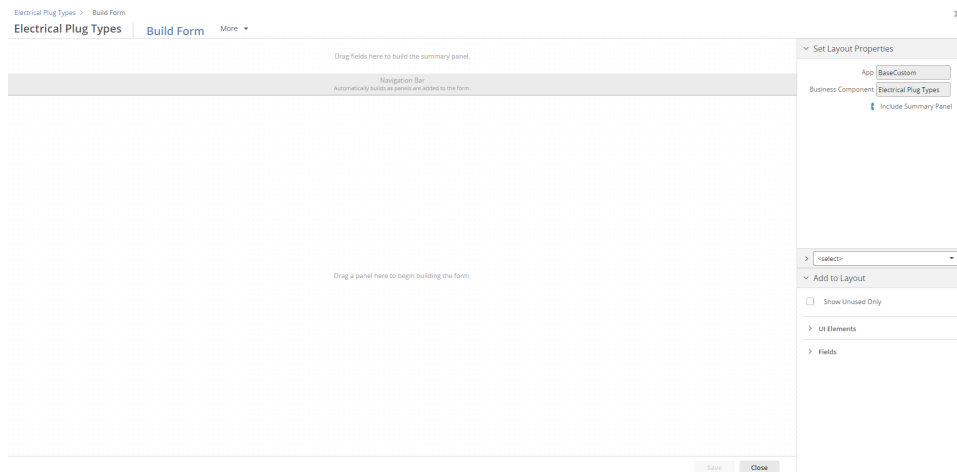 Electrical Plug Types > Build Form
Electrical Plug Types Build Form More
Drag fields here to build the summary panel.
Navigation Bar
Automatically builds as panels are added to the form.
Drag a panel here to begin building the form.
Set Layout Properties
App BaseCustom
Business Component Electrical Plug Types
Include Summary Panel
<select>
Add to Layout
Show Unused Only
UI Elements
Fields
Save Close